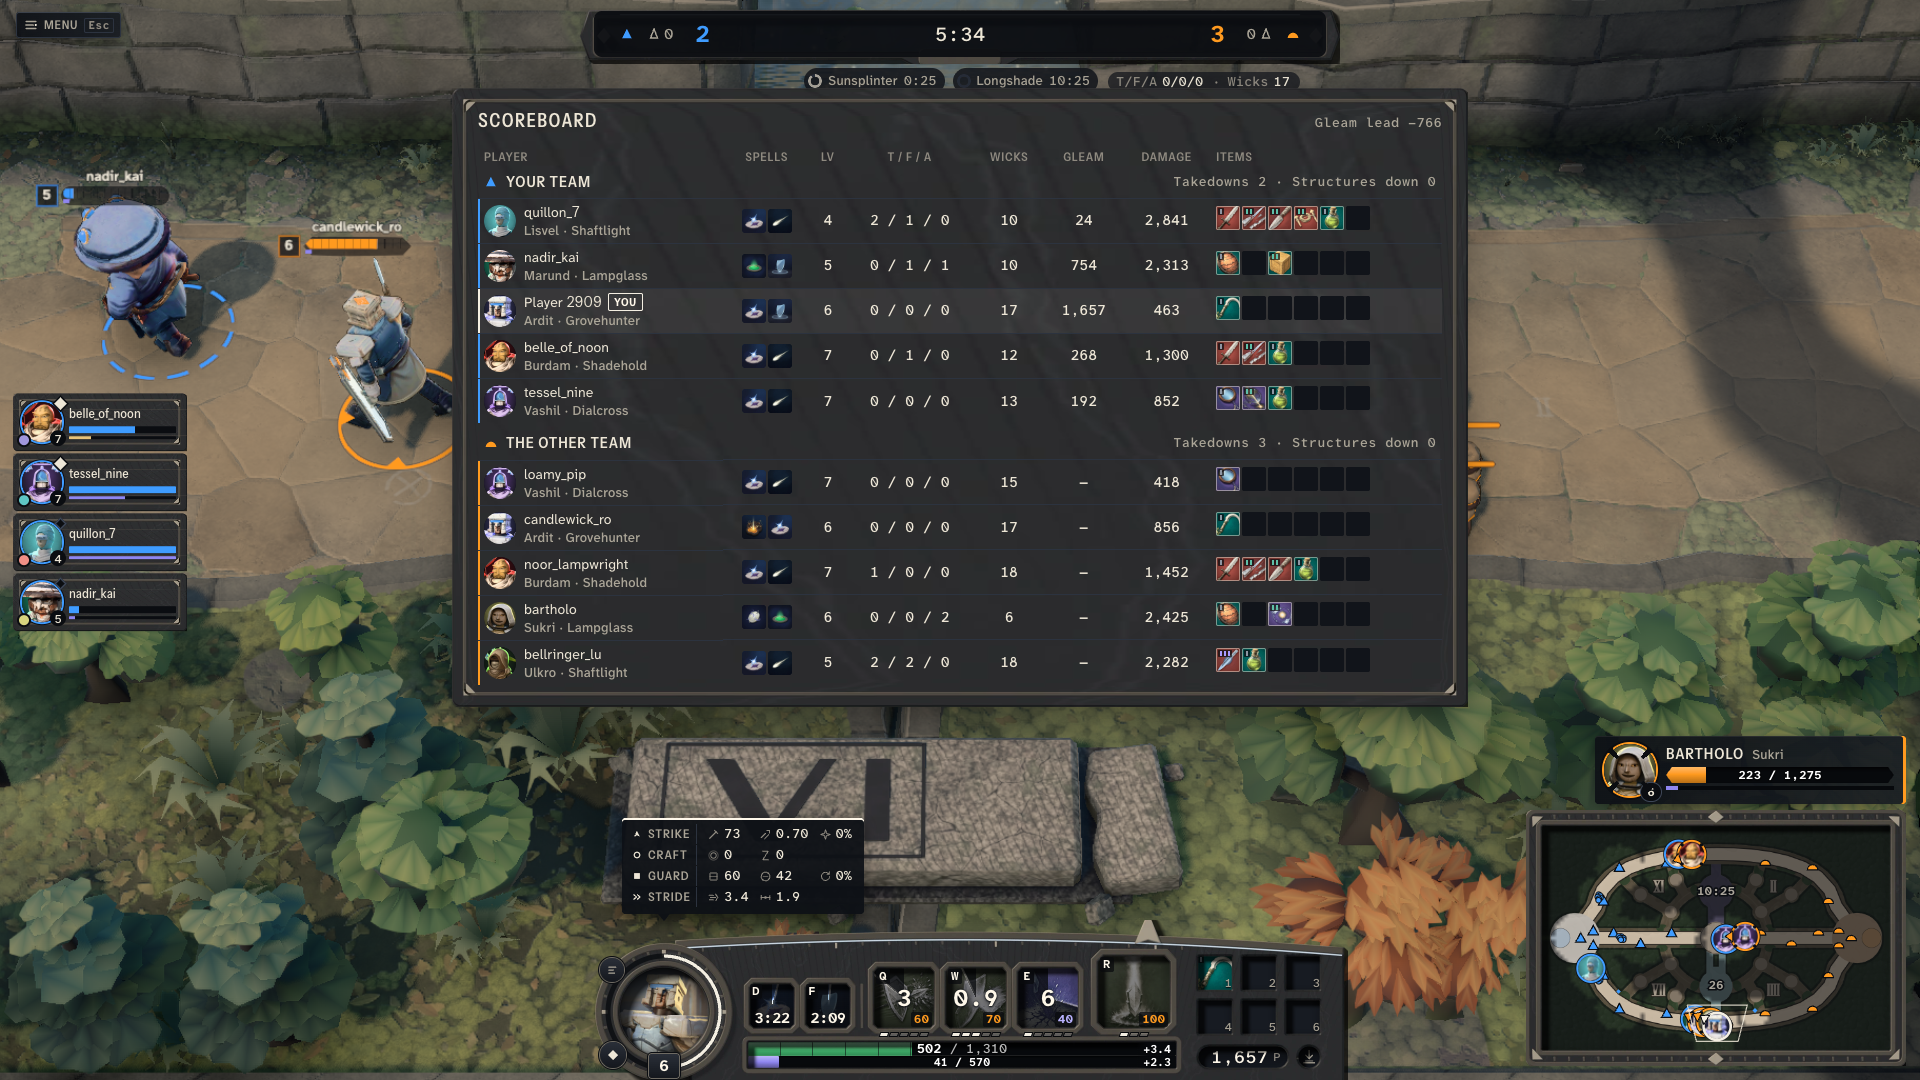 MENU Esc
Δ 0 2 5:34 3 0 Δ
Sunsplinter 0:25 Longshade 10:25 T/F/A 0/0/0 · Wicks 17
SCOREBOARD Gleam lead −766
PLAYER SPELLS LV T / F / A WICKS GLEAM DAMAGE ITEMS
YOUR TEAM Takedowns 2 · Structures down 0
quillon_7
Lisvel · Shaftlight
4 2 / 1 / 0 10 24 2,841
nadir_kai
Marund · Lampglass
5 0 / 1 / 1 10 754 2,313
Player 2909 YOU
Ardit · Grovehunter
6 0 / 0 / 0 17 1,657 463
belle_of_noon
Burdam · Shadehold
7 0 / 1 / 0 12 268 1,300
tessel_nine
Vashil · Dialcross
7 0 / 0 / 0 13 192 852
THE OTHER TEAM Takedowns 3 · Structures down 0
loamy_pip
Vashil · Dialcross
7 0 / 0 / 0 15 – 418
candlewick_ro
Ardit · Grovehunter
6 0 / 0 / 0 17 – 856
noor_lampwright
Burdam · Shadehold
7 1 / 0 / 0 18 – 1,452
bartholo
Sukri · Lampglass
6 0 / 0 / 2 6 – 2,425
bellringer_lu
Ulkro · Shaftlight
5 2 / 2 / 0 18 – 2,282
nadir_kai
5
candlewick_ro
6
belle_of_noon
7
tessel_nine
7
quillon_7
4
nadir_kai
5
VI
STRIKE 73 0.70 0%
CRAFT 0 0
GUARD 60 42 0%
STRIDE 3.4 1.9
BARTHOLO Sukri
223 / 1,275
6
XI II
10:25
VII IIII
26
D 3:22
F 2:09
Q 3 60
W 0.9 70
E 6 40
R 100
1 2 3
4 5 6
502 / 1,310 +3.4
41 / 570 +2.3
6
1,657 P